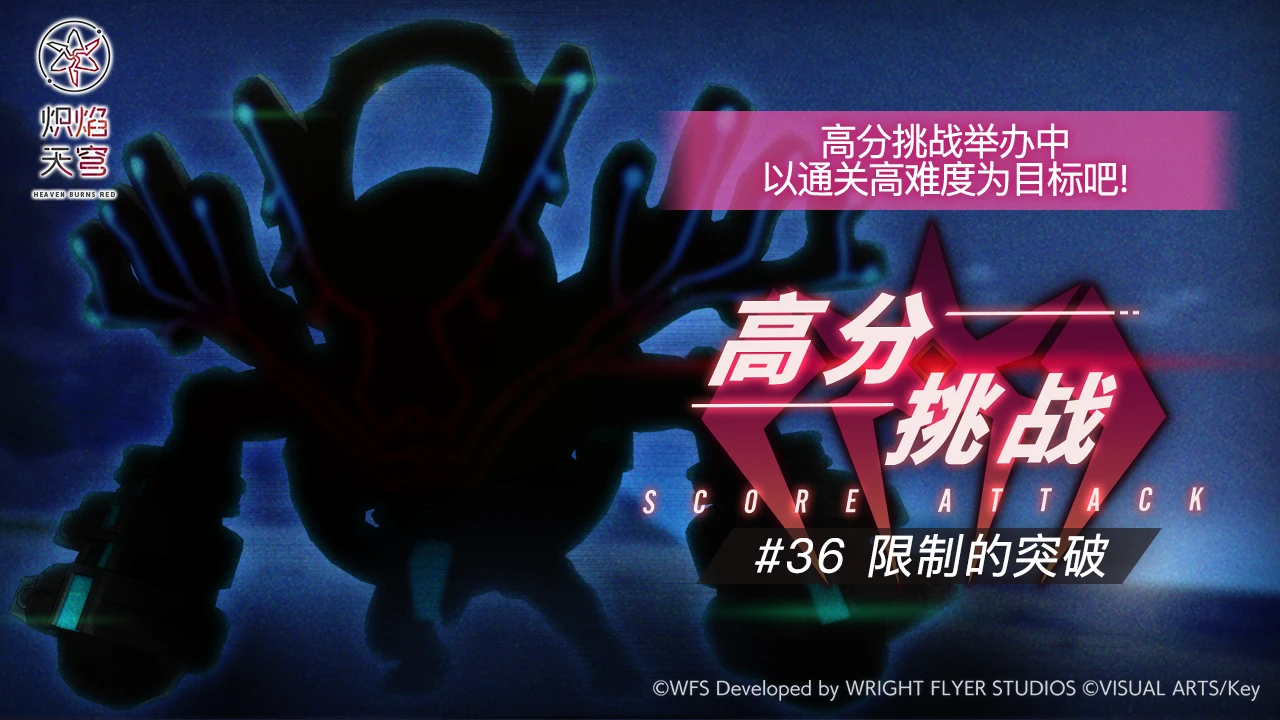 炽焰
天穹
HEAVEN BURNS RED
高分挑战举办中
以通关高难度为目标吧!
高分
挑战
SCORE ATTACK
#36 限制的突破
©WFS Developed by WRIGHT FLYER STUDIOS ©VISUAL ARTS/Key